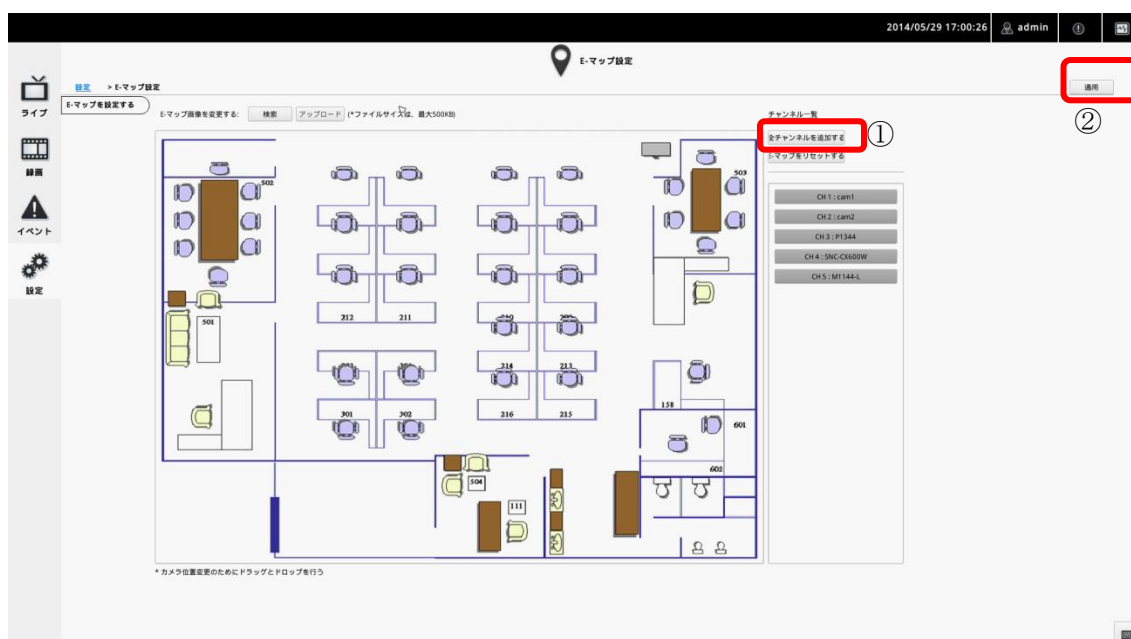 2014/05/29 17:00:26 admin
E-マップ設定
設定 > E-マップ設定
適用
②
E-マップを設定する
E-マップ画像を変更する: 検索 アップロード (*ファイルサイズは、最大500KB)
チャンネル一覧
全チャンネルを追加する
①
マップをリセットする
ライブ
録画
イベント
設定
CH 1 : cam1
CH 2 : cam2
CH 3 : P1344
CH 4 : SNC-CX600W
CH 5 : M1144-L
502
503
212 211
501
214 213
301 302 216 215
158
601
602
504
111
* カメラ位置変更のためにドラッグとドロップを行う